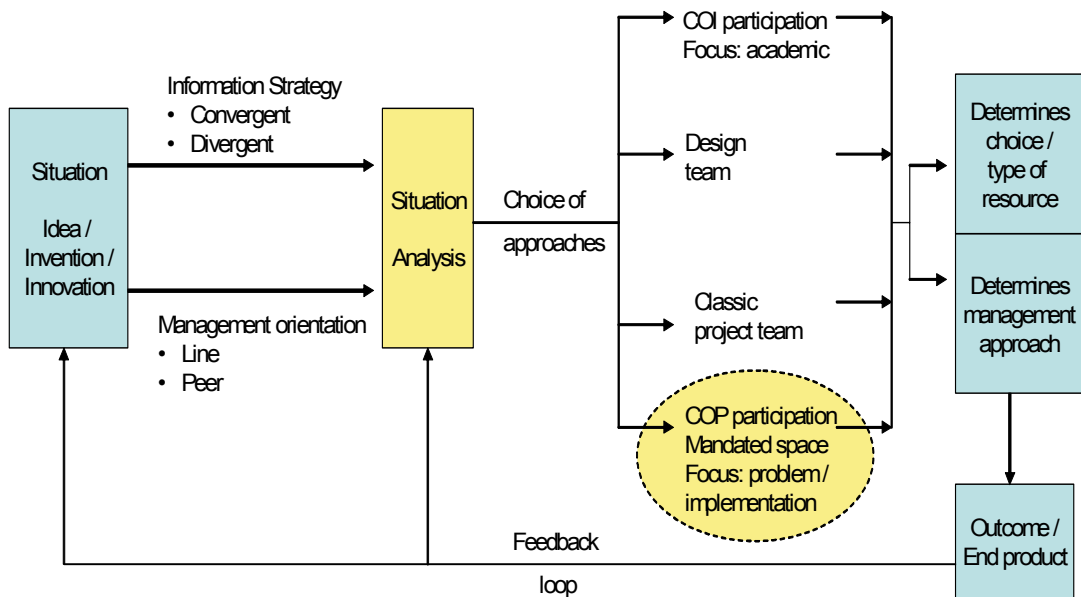 Situation
Idea /
Invention /
Innovation
Information Strategy
• Convergent
• Divergent
Management orientation
• Line
• Peer
Situation
Analysis
Choice of
approaches
COI participation
Focus: academic
Design
team
Classic
project team
COP participation
Mandated space
Focus: problem /
implementation
Determines
choice /
type of
resource
Determines
management
approach
Outcome /
End product
Feedback
loop